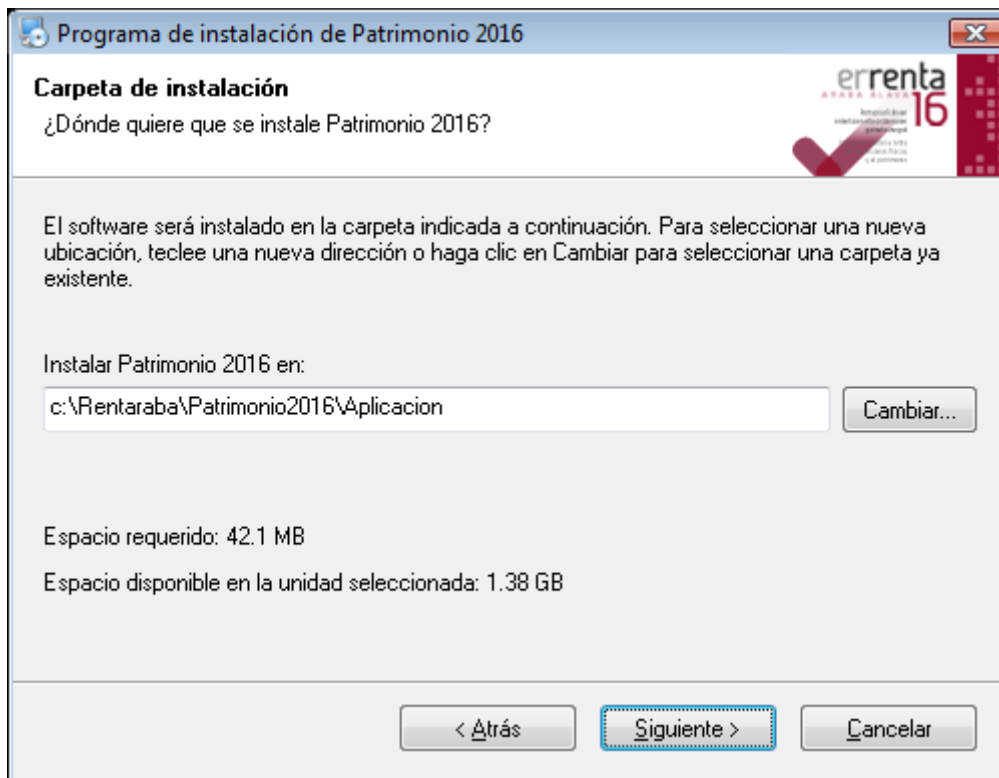 Programa de instalación de Patrimonio 2016
Carpeta de instalación
¿Dónde quiere que se instale Patrimonio 2016?
errenta
ARABA ALAVA
16
El software será instalado en la carpeta indicada a continuación. Para seleccionar una nueva
ubicación, teclee una nueva dirección o haga clic en Cambiar para seleccionar una carpeta ya
existente.
Instalar Patrimonio 2016 en:
c:\Rentaraba\Patrimonio2016\Aplicacion
Cambiar...
Espacio requerido: 42.1 MB
Espacio disponible en la unidad seleccionada: 1.38 GB
< Atrás
Siguiente >
Cancelar